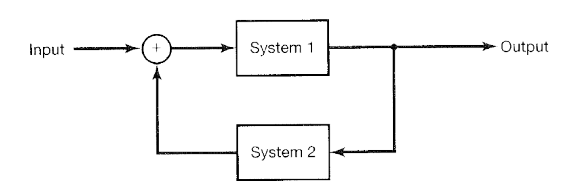 Input
+
System 1
Output
System 2